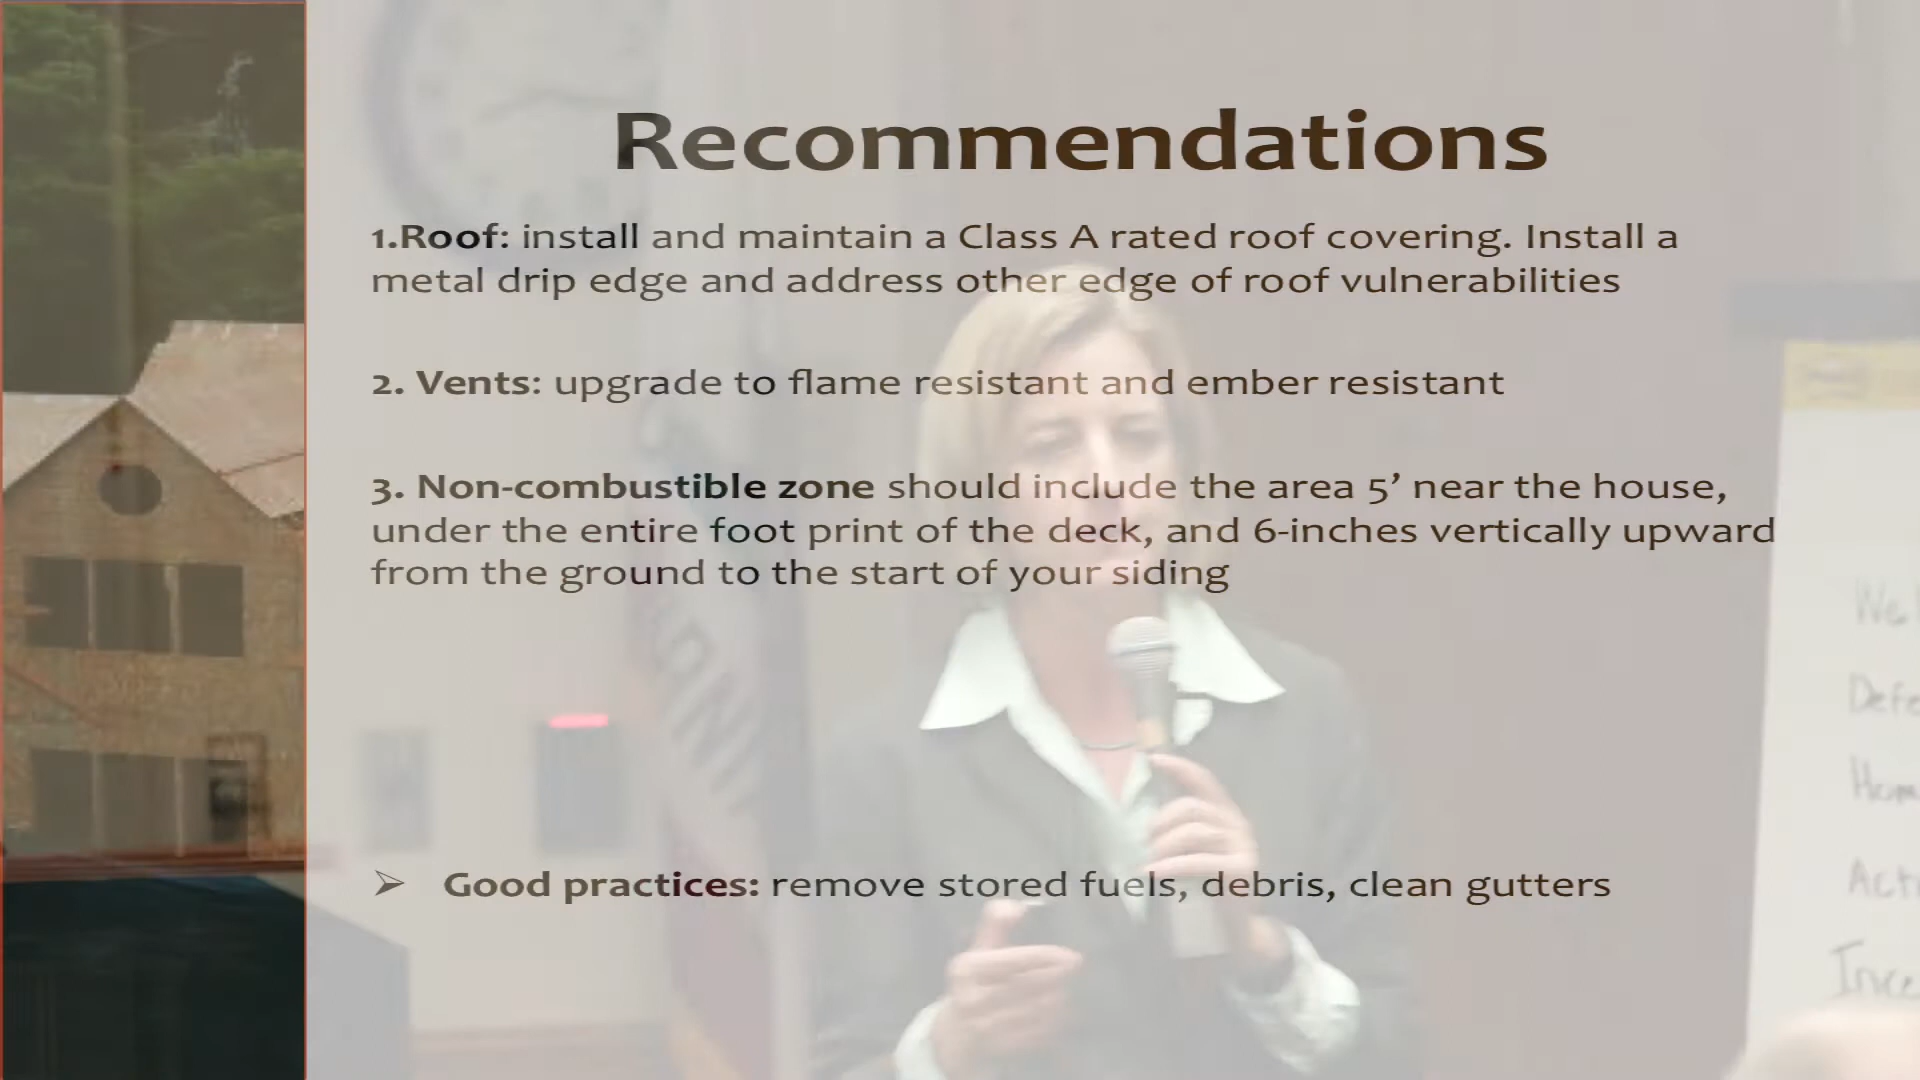 Recommendations
1.Roof: install and maintain a Class A rated roof covering. Install a
metal drip edge and address other edge of roof vulnerabilities
2. Vents: upgrade to flame resistant and ember resistant
3. Non-combustible zone should include the area 5’ near the house,
under the entire foot print of the deck, and 6-inches vertically upward
from the ground to the start of your siding
➢ Good practices: remove stored fuels, debris, clean gutters